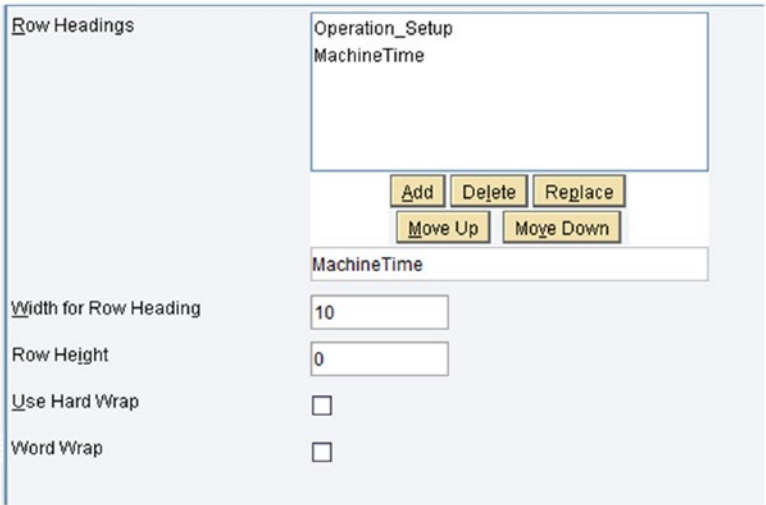 Row Headings
Operation_Setup
MachineTime
Add Delete Replace
Move Up Move Down
MachineTime
Width for Row Heading 10
Row Height 0
Use Hard Wrap
Word Wrap